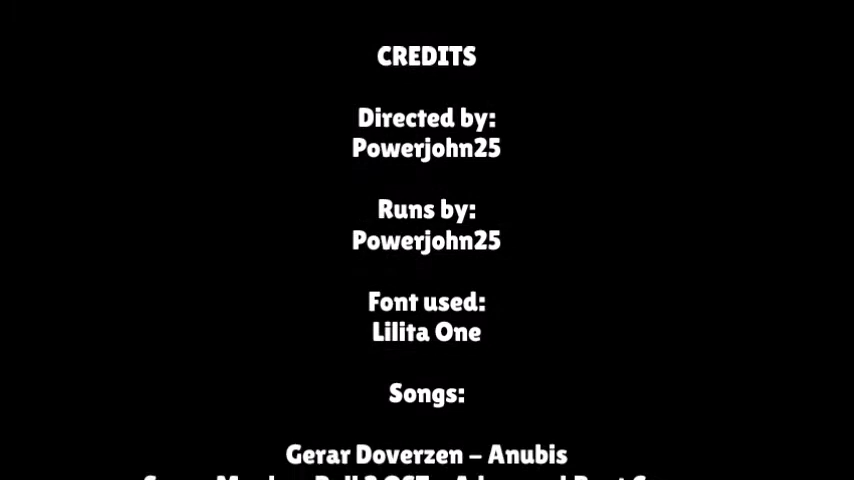 CREDITS
Directed by:
Powerjohn25
Runs by:
Powerjohn25
Font used:
Lilita One
Songs:
Gerar Doverzen - Anubis